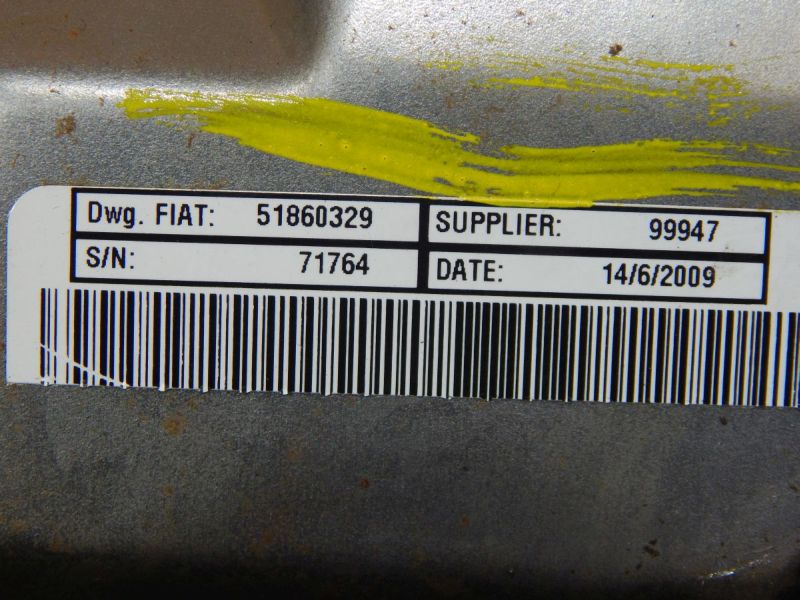 Dwg. FIAT: 51860329 SUPPLIER: 99947
S/N: 71764 DATE: 14/6/2009